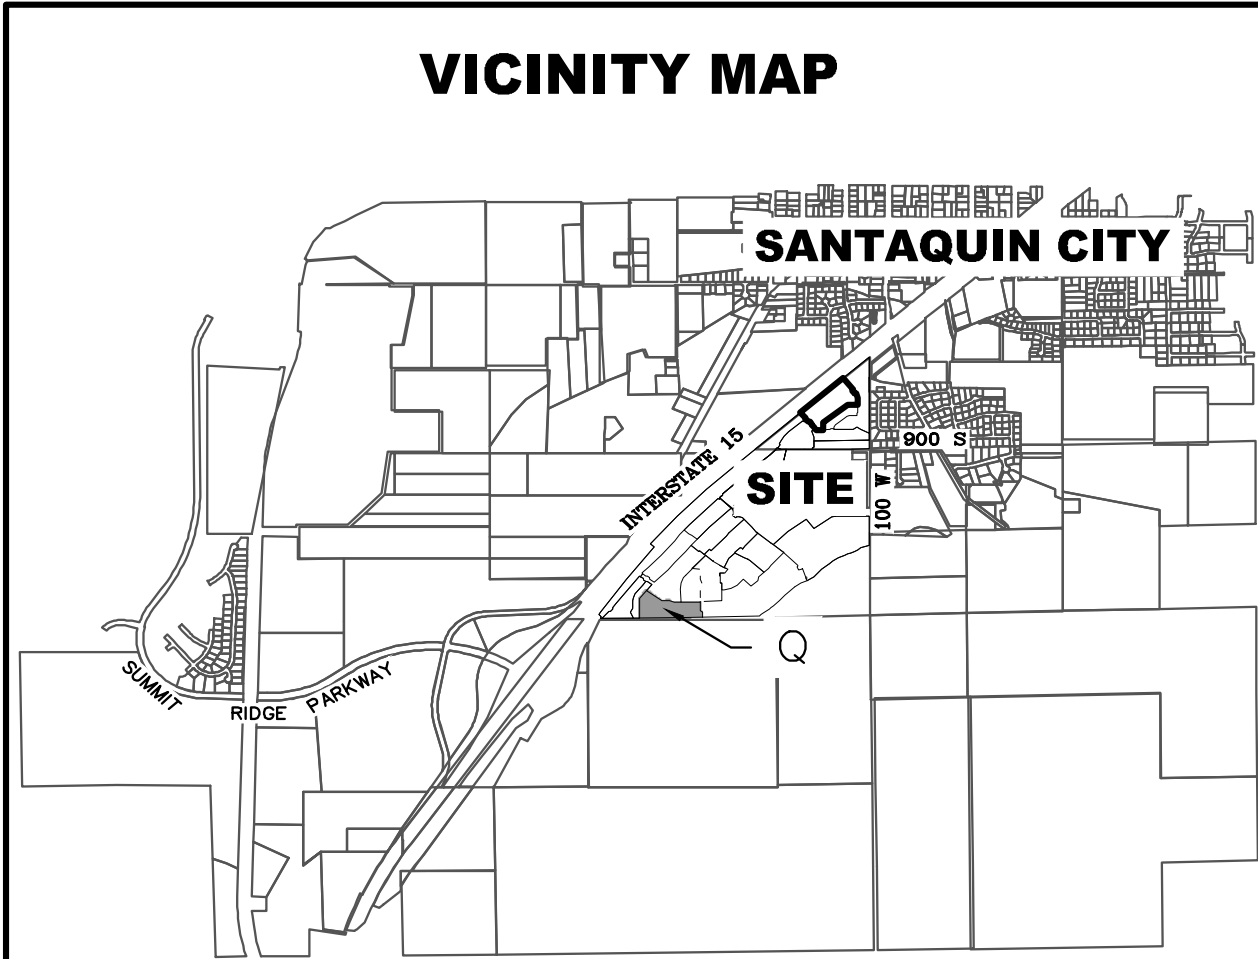 VICINITY MAP
SANTAQUIN CITY
INTERSTATE 15
900 S
SITE
100 W
Q
SUMMIT
RIDGE
PARKWAY